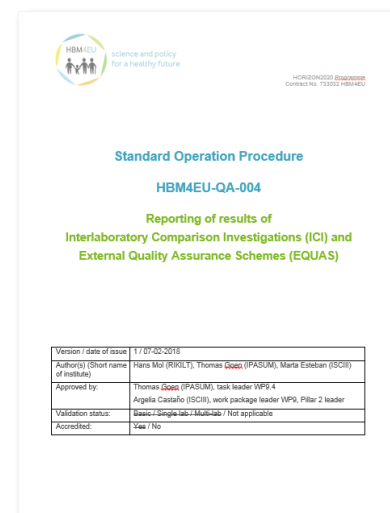 HBM4EU
science and policy
for a healthy future
HORIZON2020 Programme
Contract No. 733032 HBM4EU
Standard Operation Procedure
HBM4EU-QA-004
Reporting of results of
Interlaboratory Comparison Investigations (ICI) and
External Quality Assurance Schemes (EQUAS)
Version / date of issue 1 / 07-02-2018
Author(s) (Short name of institute) Hans Mol (RIKILT), Thomas Goen (IPASUM), Marta Esteban (ISCIII)
Approved by: Thomas Goen (IPASUM), task leader WP9.4
Argelia Castaño (ISCIII), work package leader WP9, Pillar 2 leader
Validation status: Basic / Single lab / Multi-lab / Not applicable
Accredited: Yes / No